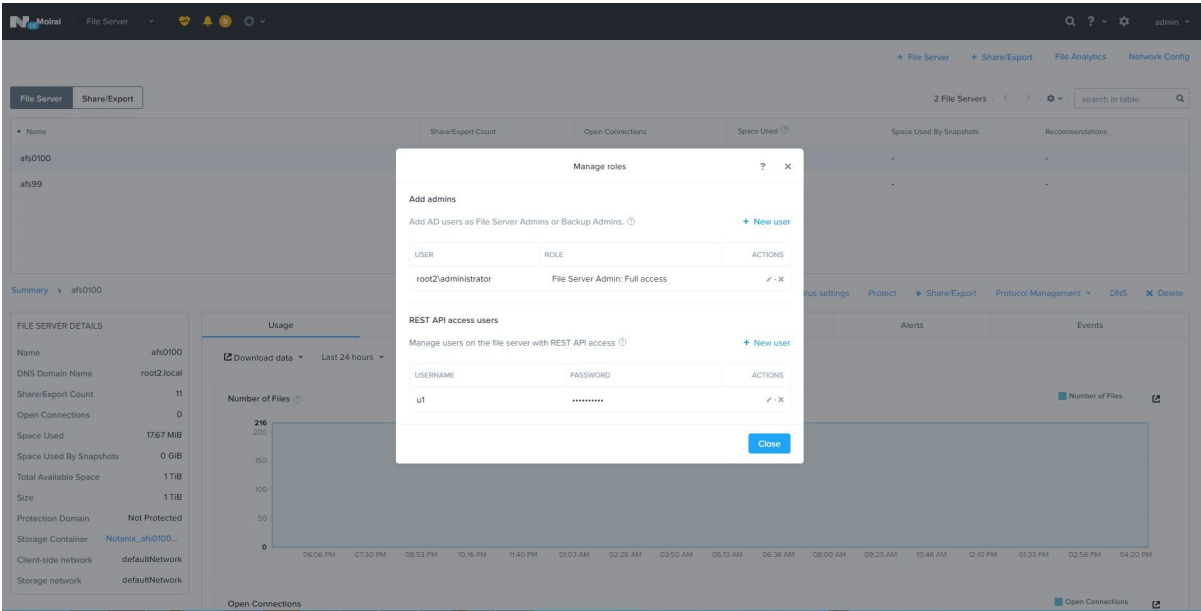 Moirai File Server 5 ? admin
+ File Server + Share/Export File Analytics Network Config
File Server Share/Export 2 File Servers search in table
Name Share/Export Count Open Connections Space Used Space Used By Snapshots Recommendations
afs0100 - -
afs99 - -
Manage roles ? ×
Add admins
Add AD users as File Server Admins or Backup Admins. + New user
USER ROLE ACTIONS
root2\administrator File Server Admin: Full access
REST API access users
Manage users on the file server with REST API access + New user
USERNAME PASSWORD ACTIONS
u1 ••••••••••
Close
Summary > afs0100 settings Protect + Share/Export Protocol Management DNS × Delete
FILE SERVER DETAILS
Name afs0100
DNS Domain Name root2.local
Share/Export Count 11
Open Connections 0
Space Used 17.67 MiB
Space Used By Snapshots 0 GiB
Total Available Space 1 TiB
Size 1 TiB
Protection Domain Not Protected
Storage Container Nutanix_afs0100...
Client-side network defaultNetwork
Storage network defaultNetwork
Usage Alerts Events
Download data Last 24 hours
Number of Files Number of Files
216
200
150
100
50
0
06:06 PM 07:30 PM 08:53 PM 10:16 PM 11:40 PM 01:03 AM 02:26 AM 03:50 AM 05:13 AM 06:36 AM 08:00 AM 09:23 AM 10:46 AM 12:10 PM 01:33 PM 02:56 PM 04:20 PM
Open Connections Open Connections